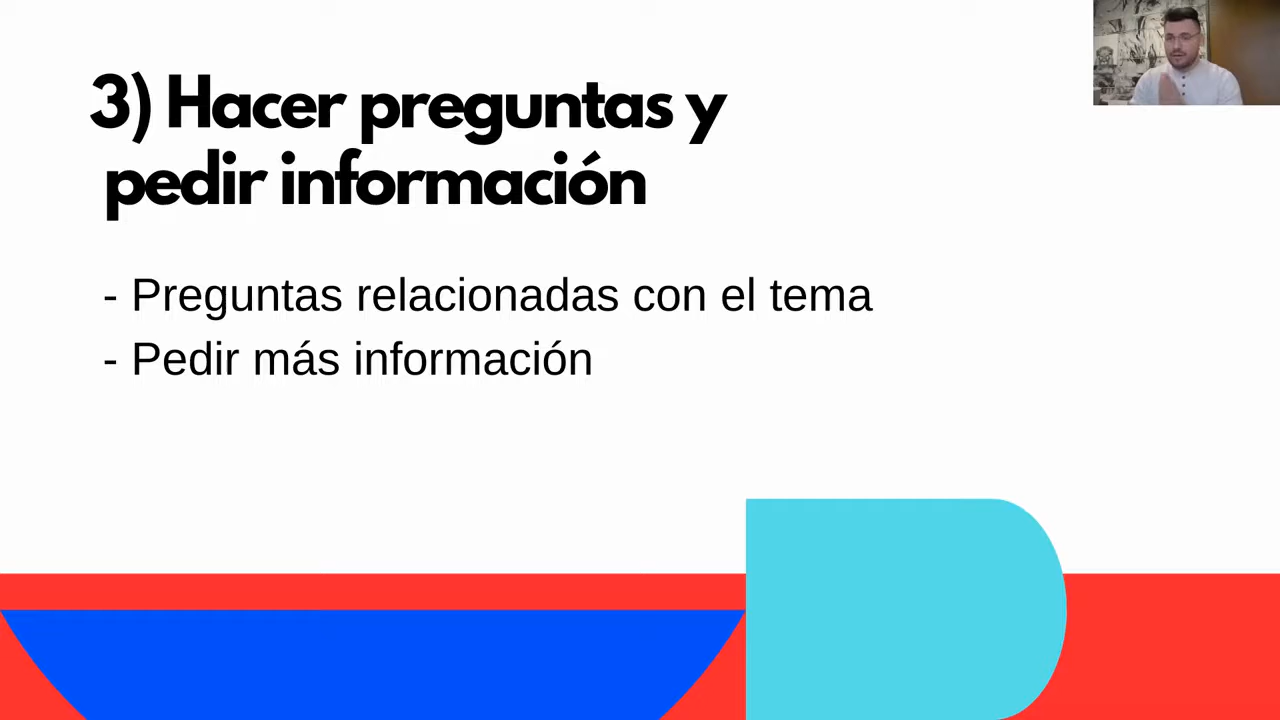 3) Hacer preguntas y
pedir información
- Preguntas relacionadas con el tema
- Pedir más información